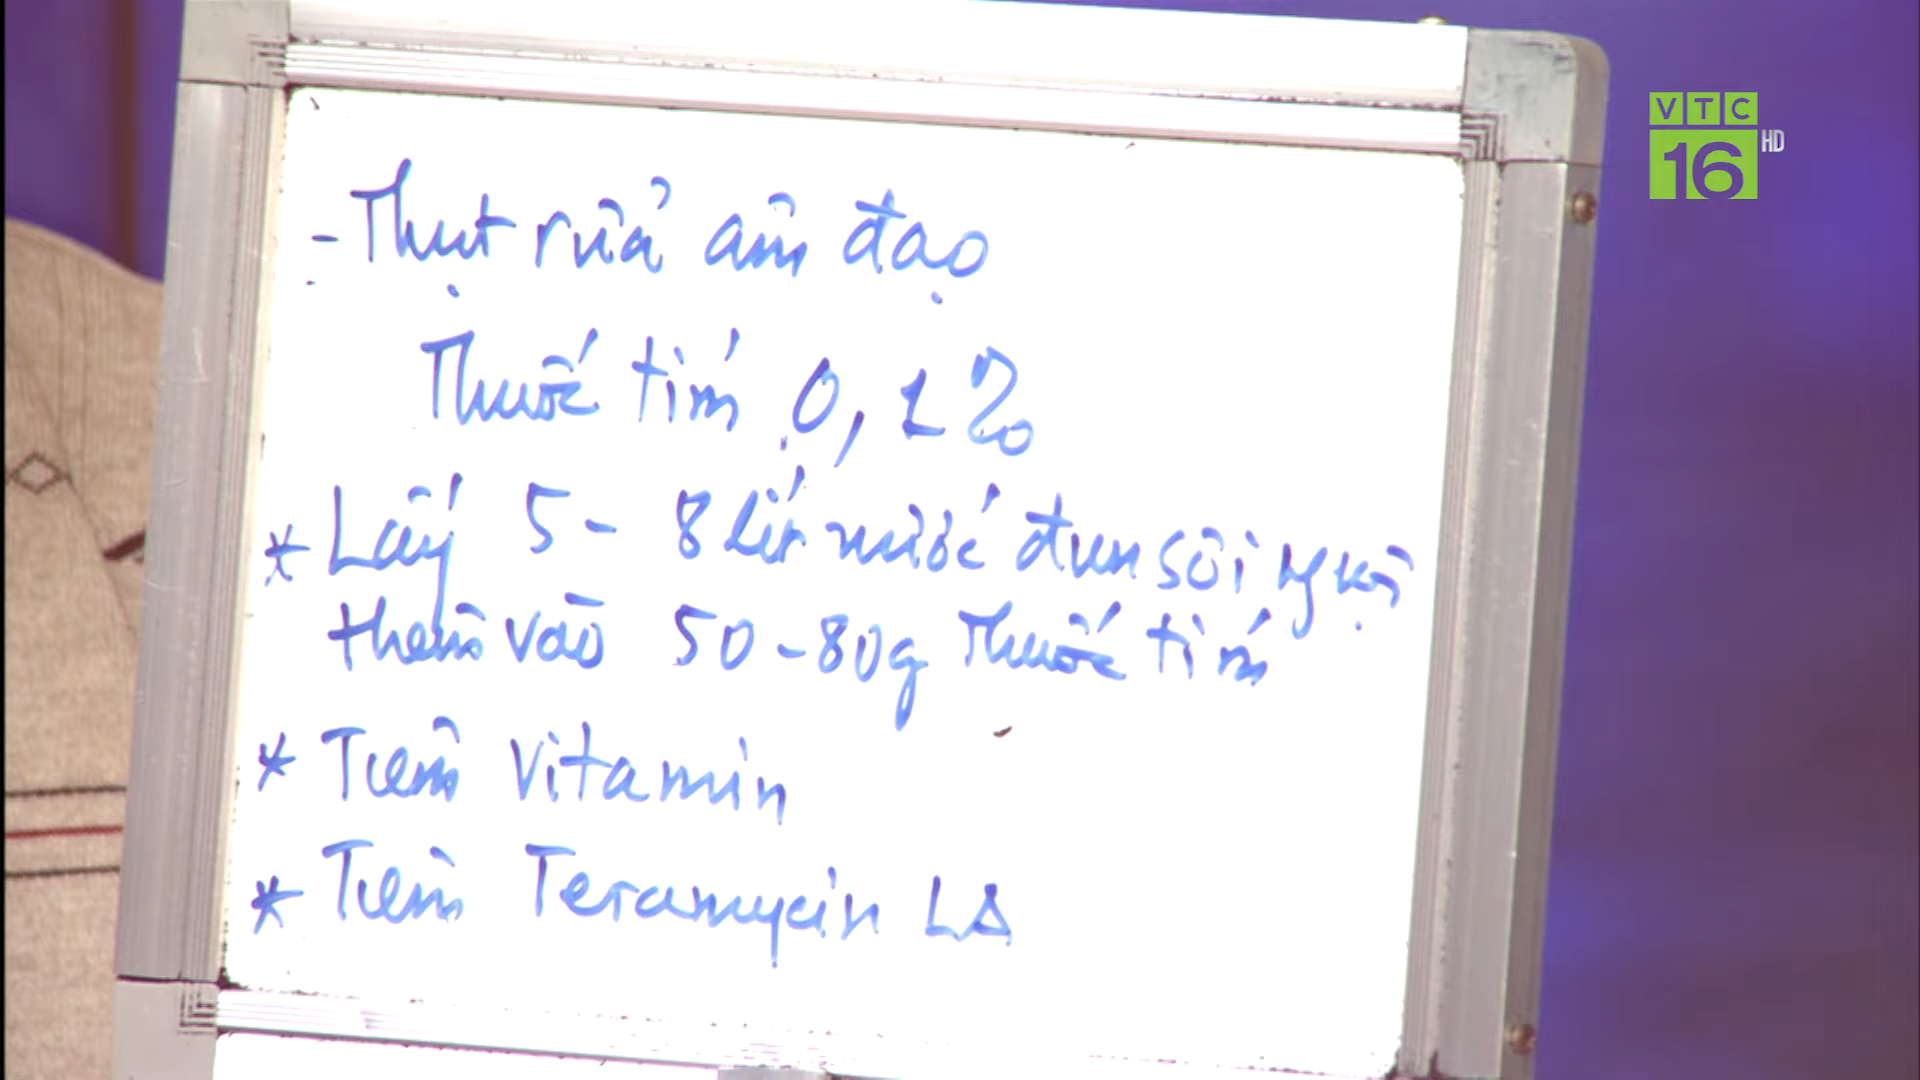 VTC
16 HD
- Thụt rửa âm đạo
Thuốc tím 0,1%
* Lấy 5 - 8 lít nước đun sôi nguội
thêm vào 50 - 80g thuốc tím
* Tiêm Vitamin
* Tiêm Teramycin LA